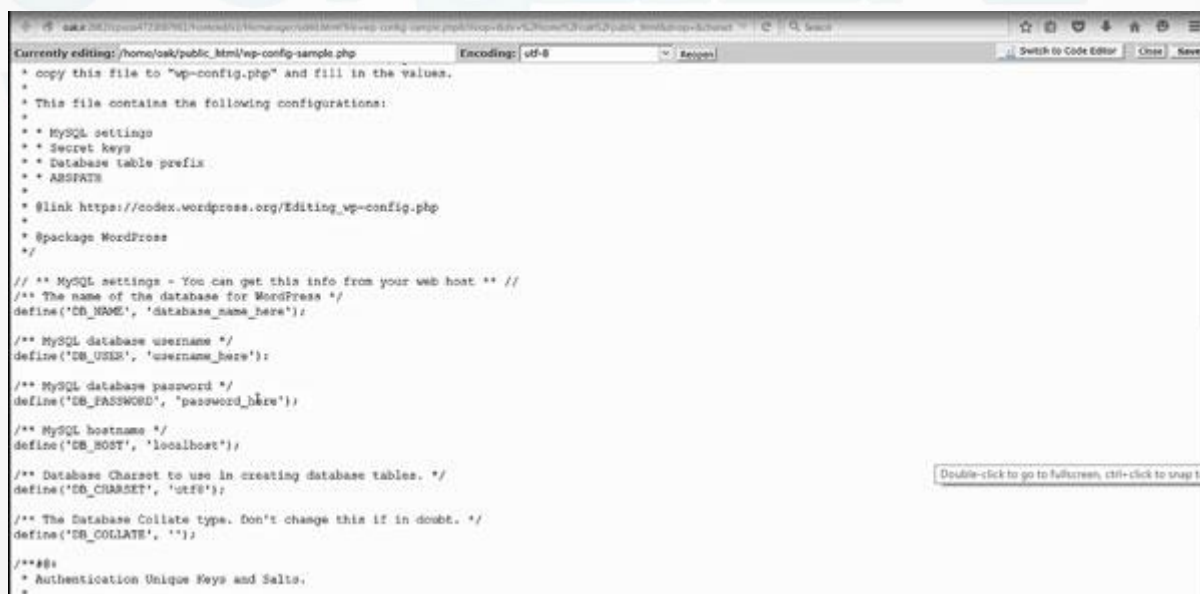 Search
Currently editing: /home/oak/public_html/wp-config-sample.php Encoding: utf-8 Reopen Switch to Code Editor Close Save
* copy this file to "wp-config.php" and fill in the values.
*
* This file contains the following configurations:
*
* * MySQL settings
* * Secret keys
* * Database table prefix
* * ABSPATH
*
* @link https://codex.wordpress.org/Editing_wp-config.php
*
* @package WordPress
*/
// ** MySQL settings - You can get this info from your web host ** //
/** The name of the database for WordPress */
define('DB_NAME', 'database_name_here');
/** MySQL database username */
define('DB_USER', 'username_here');
/** MySQL database password */
define('DB_PASSWORD', 'password_here');
/** MySQL hostname */
define('DB_HOST', 'localhost');
/** Database Charset to use in creating database tables. */
define('DB_CHARSET', 'utf8');
Double-click to go to fullscreen, ctrl+click to snap t
/** The Database Collate type. Don't change this if in doubt. */
define('DB_COLLATE', '');
/**#@+
* Authentication Unique Keys and Salts.
*